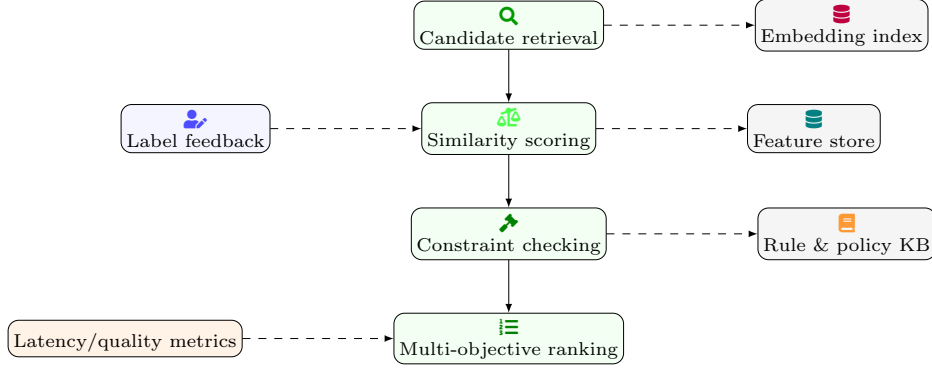 Candidate retrieval
Embedding index
Label feedback
Similarity scoring
Feature store
Constraint checking
Rule & policy KB
Latency/quality metrics
Multi-objective ranking